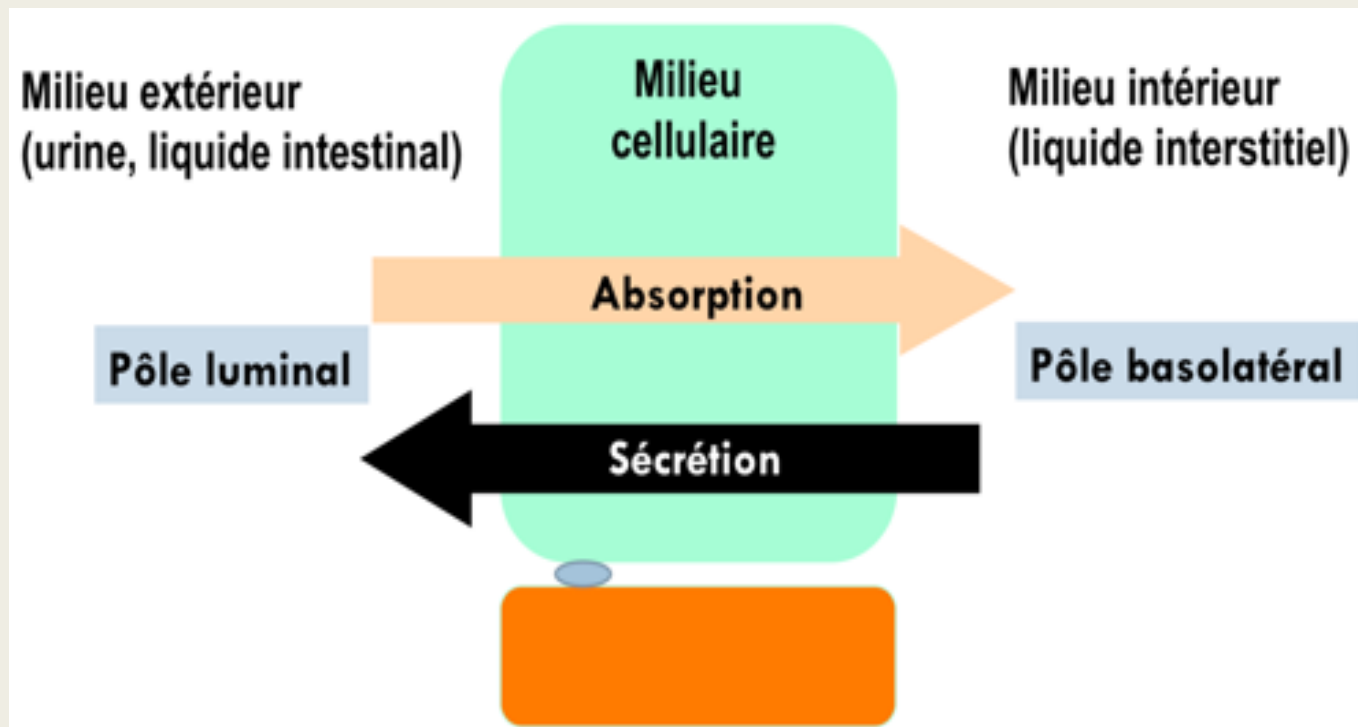 Milieu extérieur
(urine, liquide intestinal)
Milieu
cellulaire
Milieu intérieur
(liquide interstitiel)
Absorption
Pôle luminal
Pôle basolatéral
Sécrétion